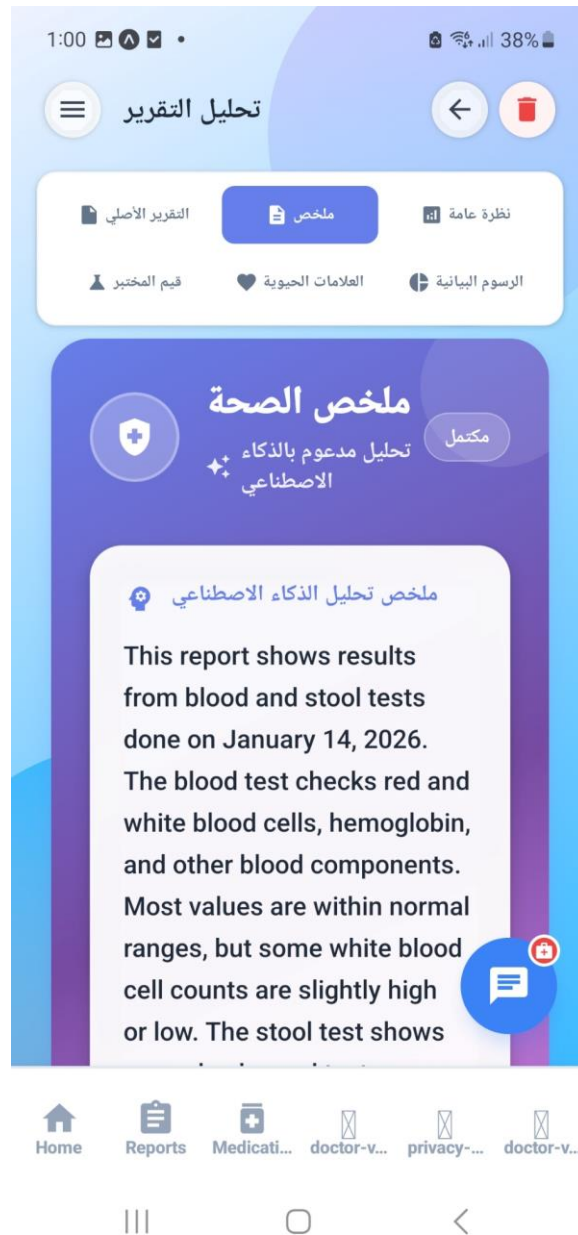 1:00
38%
تحليل التقرير
نظرة عامة
ملخص
التقرير الأصلي
الرسوم البيانية
العلامات الحيوية
قيم المختبر
ملخص الصحة
مكتمل
تحليل مدعوم بالذكاء
الاصطناعي
ملخص تحليل الذكاء الاصطناعي
This report shows results
from blood and stool tests
done on January 14, 2026.
The blood test checks red and
white blood cells, hemoglobin,
and other blood components.
Most values are within normal
ranges, but some white blood
cell counts are slightly high
or low. The stool test shows
Home
Reports
Medicati...
doctor-v...
privacy-...
doctor-v...